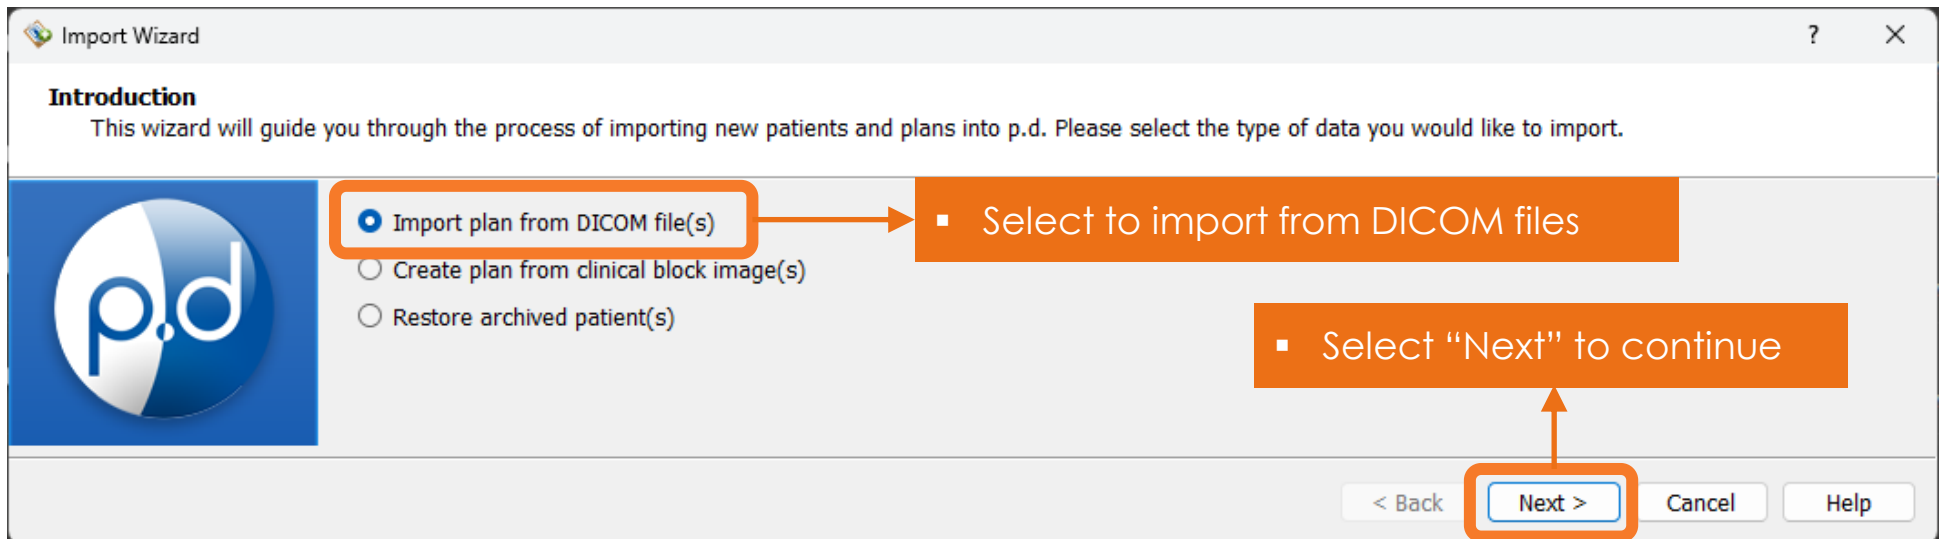 Import Wizard
Introduction
This wizard will guide you through the process of importing new patients and plans into p.d. Please select the type of data you would like to import.
p.d
Import plan from DICOM file(s)
▪ Select to import from DICOM files
Create plan from clinical block image(s)
Restore archived patient(s)
▪ Select “Next” to continue
< Back Next > Cancel Help